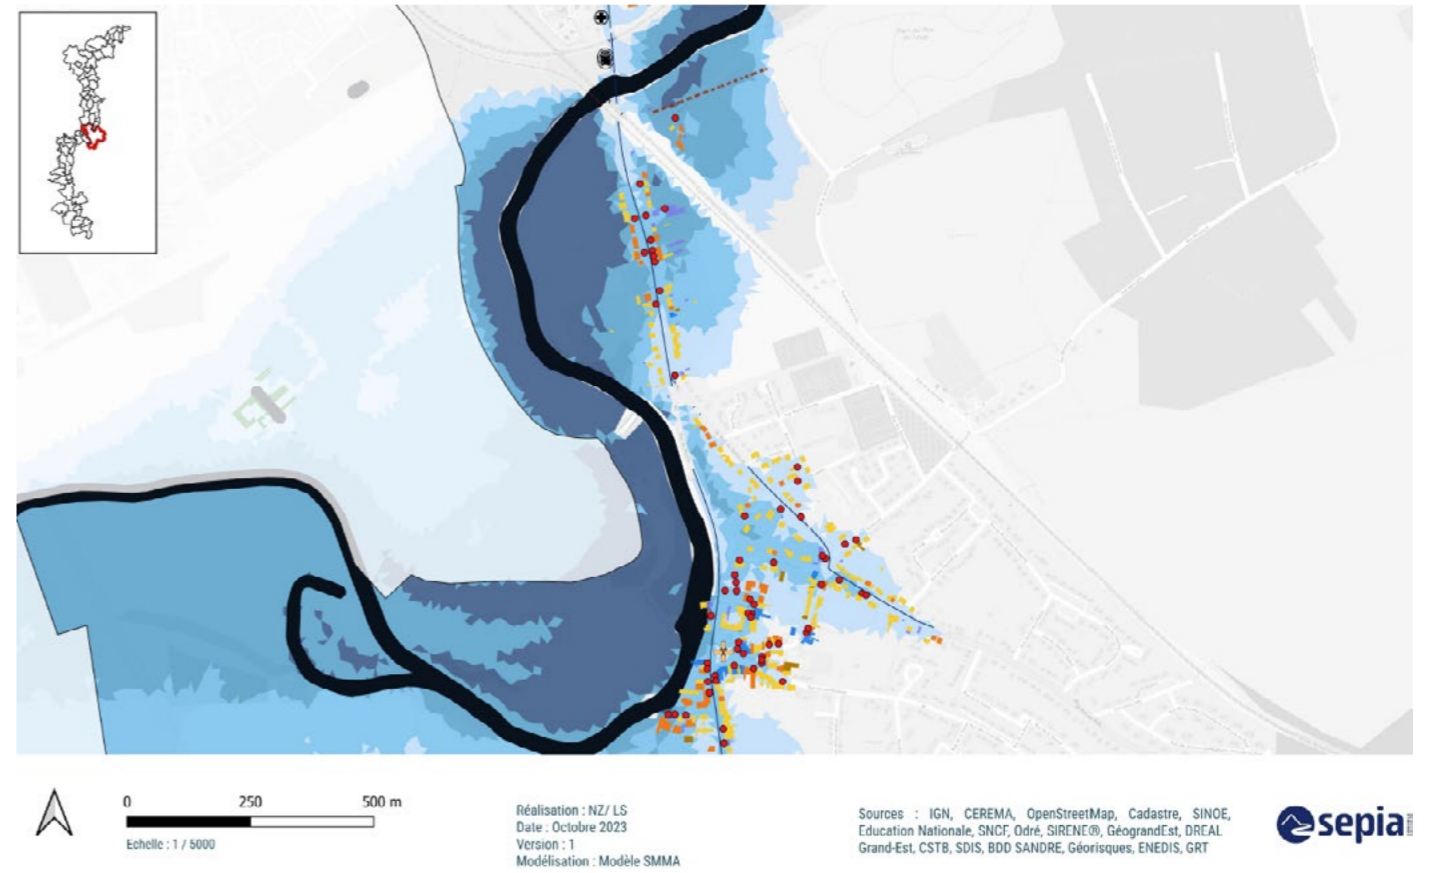 0 250 500 m
Echelle : 1 / 5000
Réalisation : NZ/ LS
Date : Octobre 2023
Version : 1
Modélisation : Modèle SMMA
Sources : IGN, CEREMA, OpenStreetMap, Cadastre, SINOE,
Education Nationale, SNCF, Odré, SIRENE®, GéograndEst, DREAL
Grand-Est, CSTB, SDIS, BDD SANDRE, Géorisques, ENEDIS, GRT
sepia